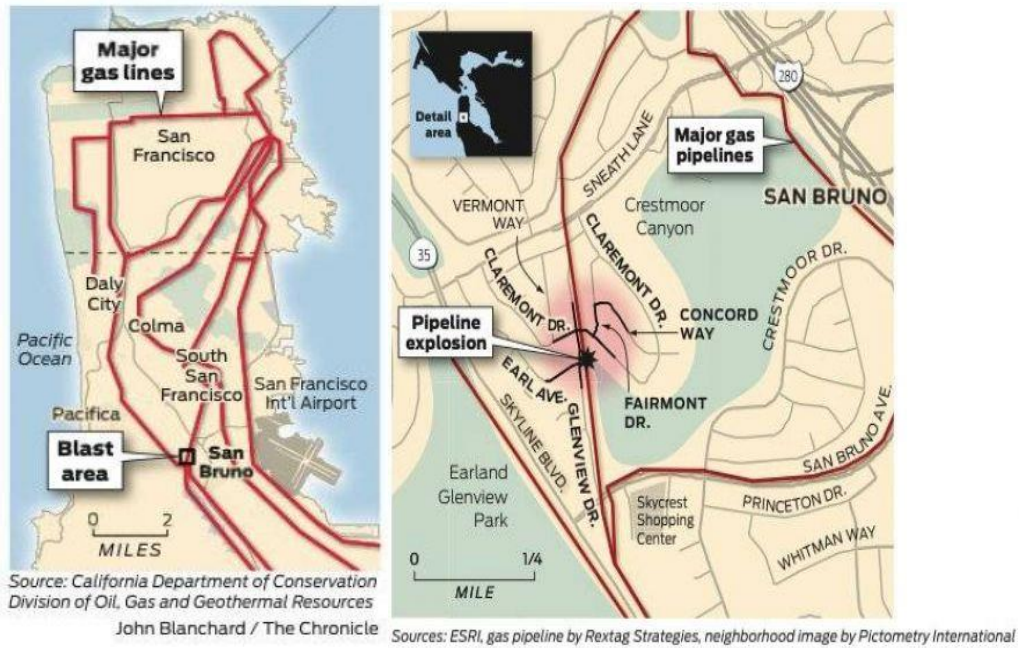 Major
gas lines
San
Francisco
Daly
City
Colma
Pacific
Ocean
South
San
Francisco
San Francisco
Int'l Airport
Pacifica
Blast
area
San
Bruno
0 2
MILES
Source: California Department of Conservation
Division of Oil, Gas and Geothermal Resources
John Blanchard / The Chronicle
Detail
area
280
SNEATH LANE
Major gas
pipelines
SAN BRUNO
VERMONT
WAY
Crestmoor
Canyon
35
CLAREMONT DR.
CLAREMONT DR.
CRESTMOOR DR.
CONCORD
WAY
Pipeline
explosion
EARL AVE.
GLENVIEW DR.
FAIRMONT
DR.
SKYLINE BLVD.
SAN BRUNO AVE.
Earland
Glenview
Park
Skycrest
Shopping
Center
PRINCETON DR.
WHITMAN WAY
0 1/4
MILE
Sources: ESRI, gas pipeline by Rextag Strategies, neighborhood image by Pictometry International